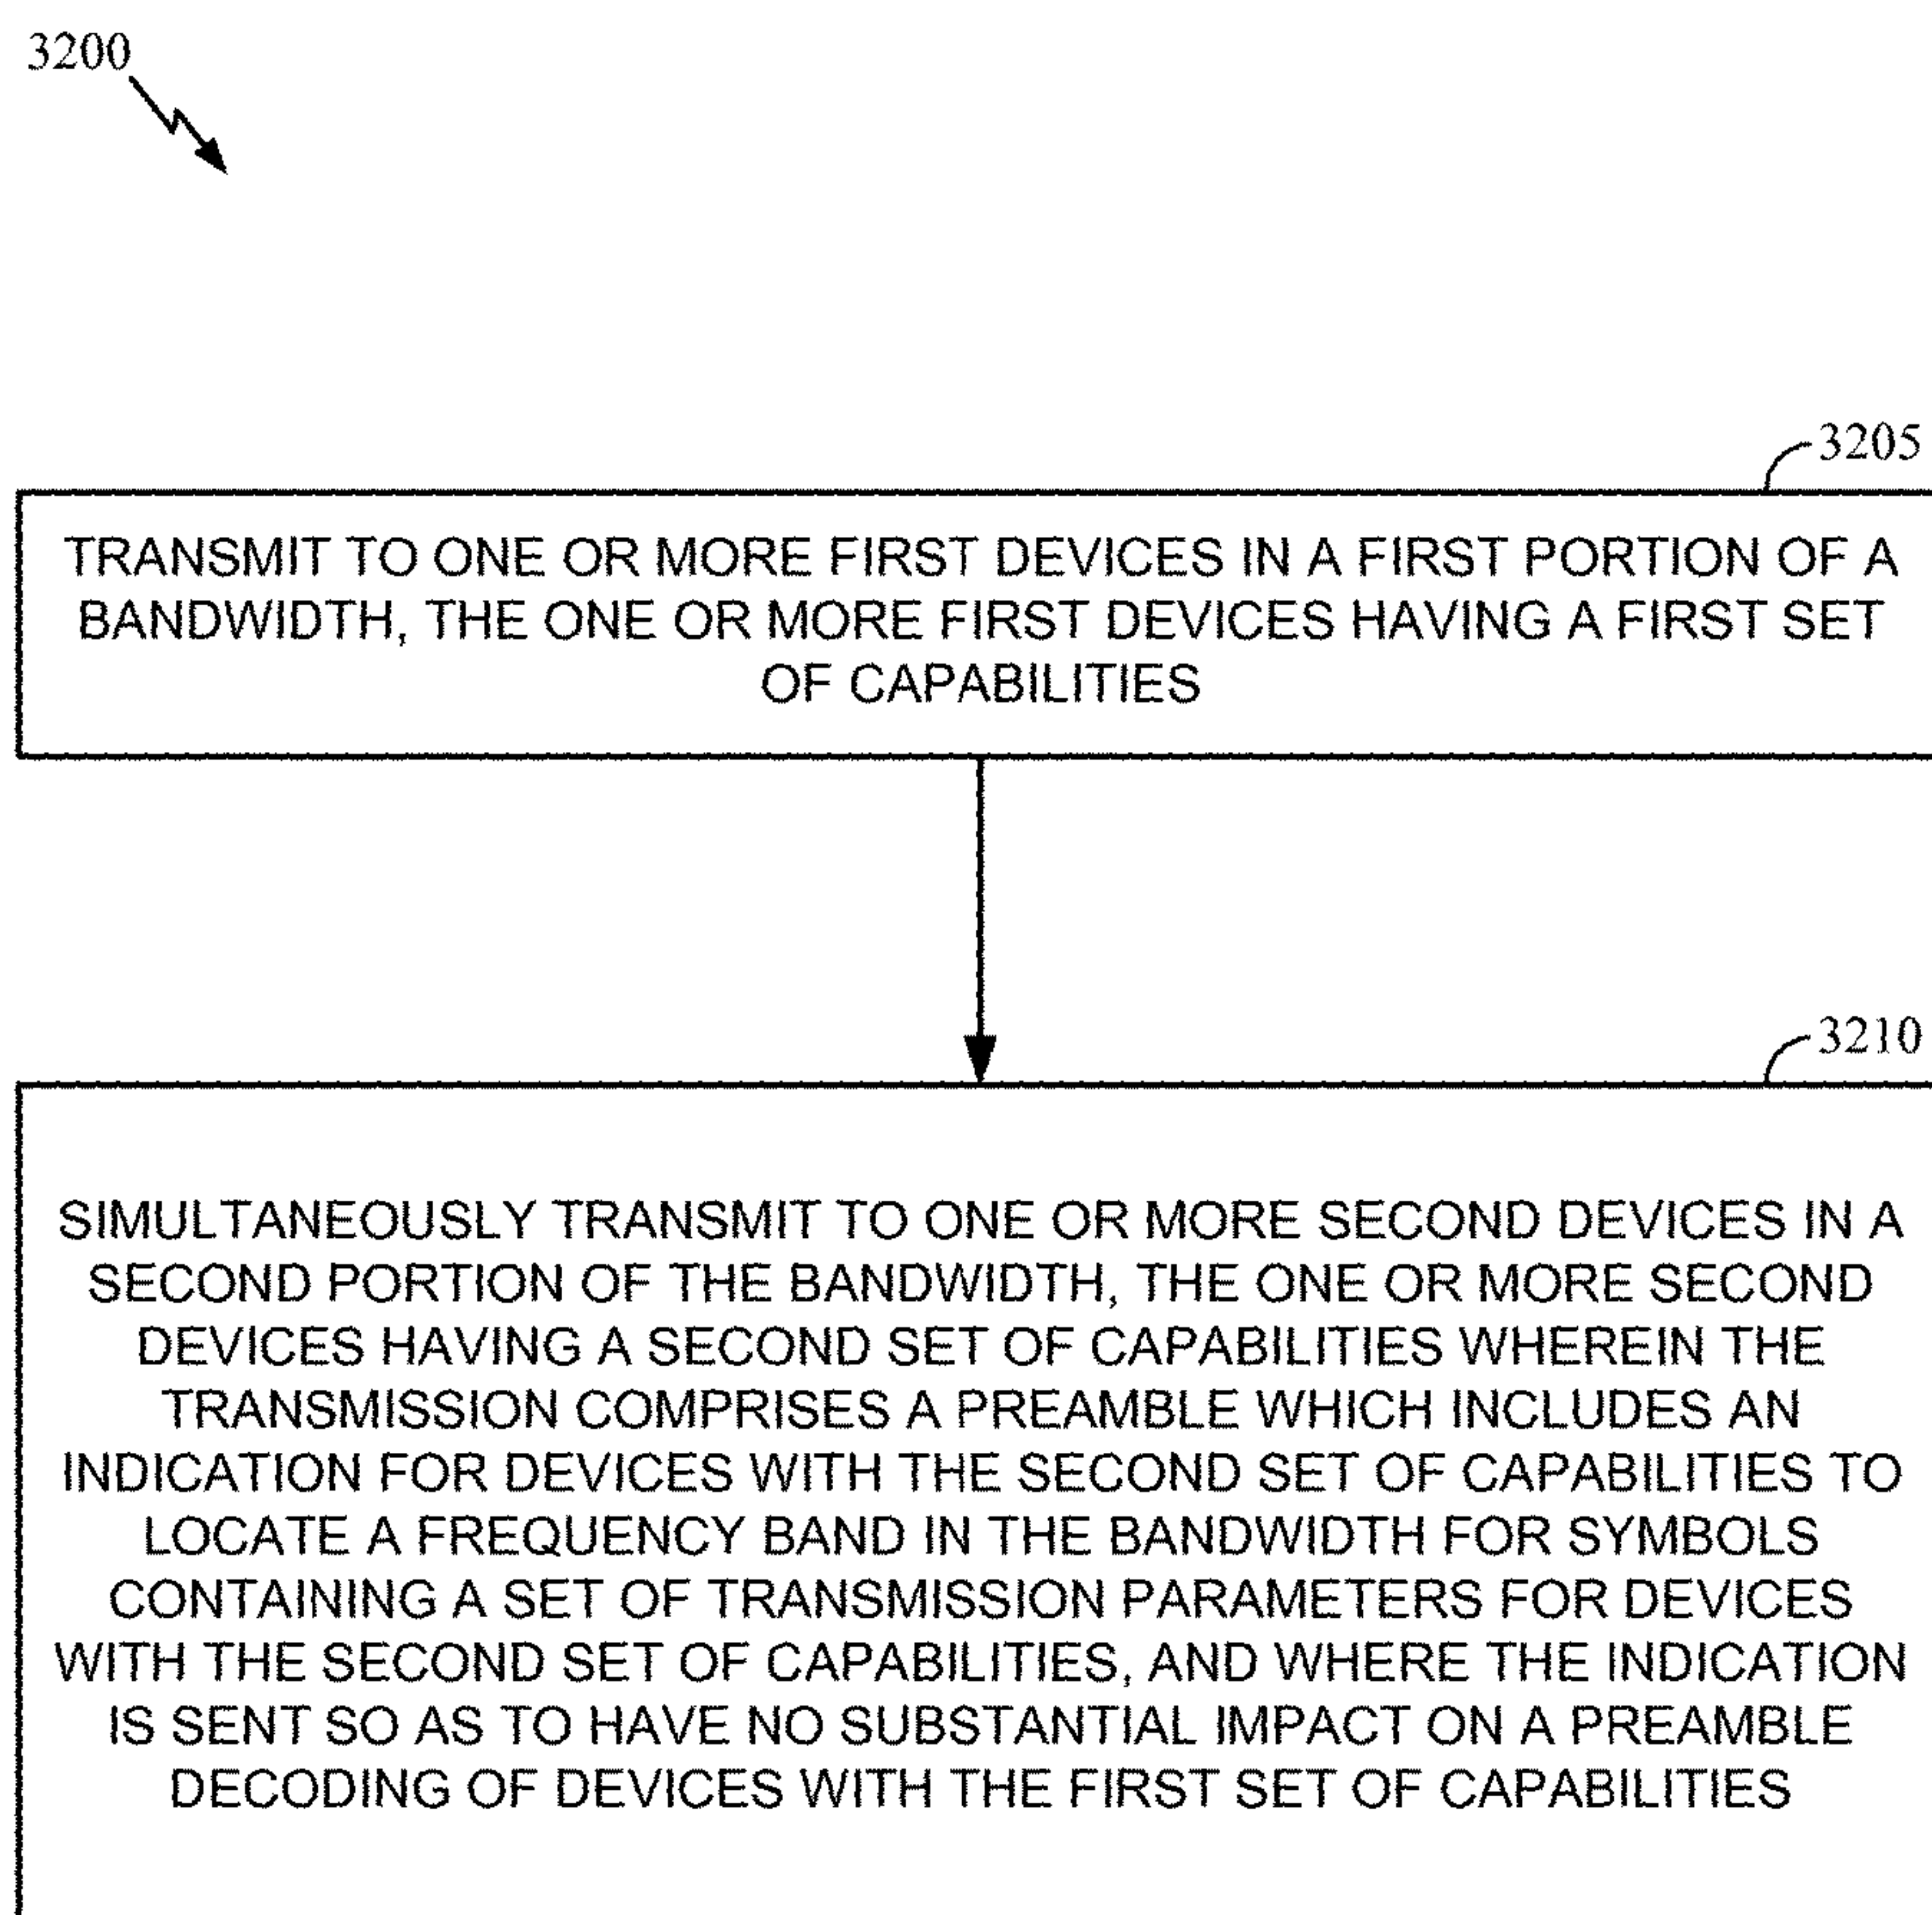 3200
3205
TRANSMIT TO ONE OR MORE FIRST DEVICES IN A FIRST PORTION OF A
BANDWIDTH, THE ONE OR MORE FIRST DEVICES HAVING A FIRST SET
OF CAPABILITIES
3210
SIMULTANEOUSLY TRANSMIT TO ONE OR MORE SECOND DEVICES IN A
SECOND PORTION OF THE BANDWIDTH, THE ONE OR MORE SECOND
DEVICES HAVING A SECOND SET OF CAPABILITIES WHEREIN THE
TRANSMISSION COMPRISES A PREAMBLE WHICH INCLUDES AN
INDICATION FOR DEVICES WITH THE SECOND SET OF CAPABILITIES TO
LOCATE A FREQUENCY BAND IN THE BANDWIDTH FOR SYMBOLS
CONTAINING A SET OF TRANSMISSION PARAMETERS FOR DEVICES
WITH THE SECOND SET OF CAPABILITIES, AND WHERE THE INDICATION
IS SENT SO AS TO HAVE NO SUBSTANTIAL IMPACT ON A PREAMBLE
DECODING OF DEVICES WITH THE FIRST SET OF CAPABILITIES